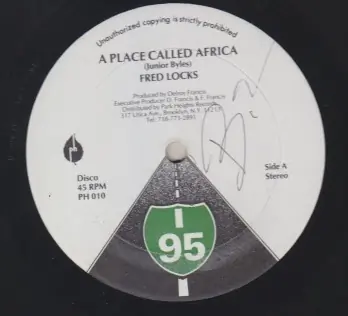 Unauthorized copying is strictly prohibited
A PLACE CALLED AFRICA
(Junior Byles)
FRED LOCKS
Produced by Delroy Francis
Executive Producer D. Francis & F. Francis
Distributed by Park Heights Records
317 Utica Ave., Brooklyn, N.Y. 11213
Tel: 718-773-2891
Disco
45 RPM
PH 010
Side A
Stereo
I
95